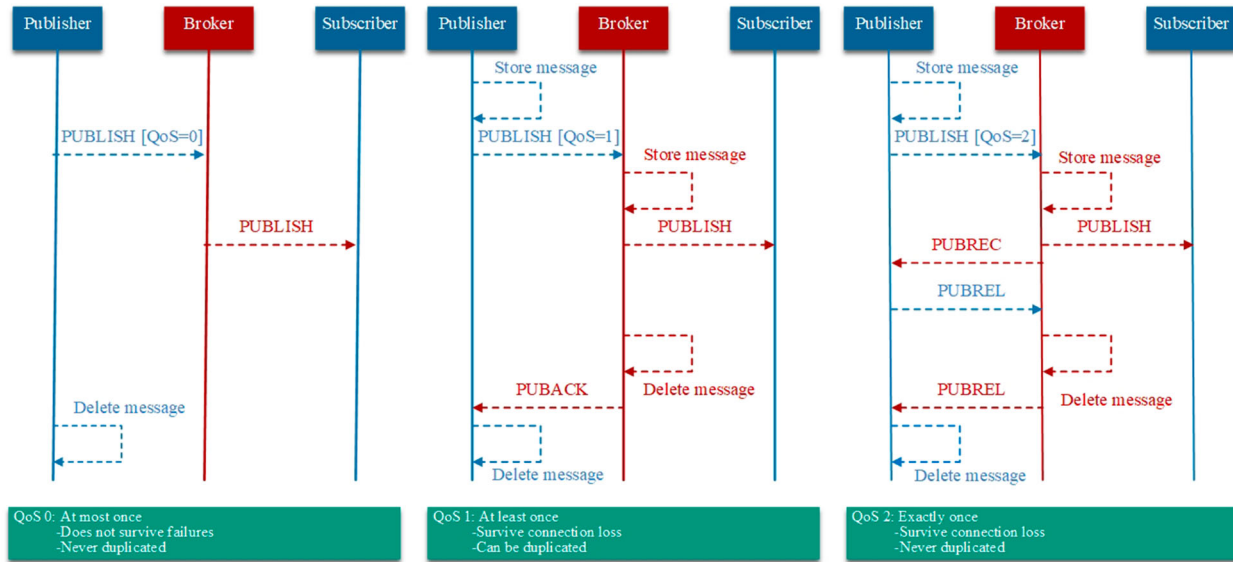 Publisher
Broker
Subscriber
PUBLISH [QoS=0]
PUBLISH
Delete message
QoS 0: At most once
-Does not survive failures
-Never duplicated
Publisher
Broker
Subscriber
Store message
PUBLISH [QoS=1]
Store message
PUBLISH
Delete message
PUBACK
Delete message
QoS 1: At least once
-Survive connection loss
-Can be duplicated
Publisher
Broker
Subscriber
Store message
PUBLISH [QoS=2]
Store message
PUBLISH
PUBREC
PUBREL
Delete message
PUBREL
Delete message
QoS 2: Exactly once
-Survive connection loss
-Never duplicated